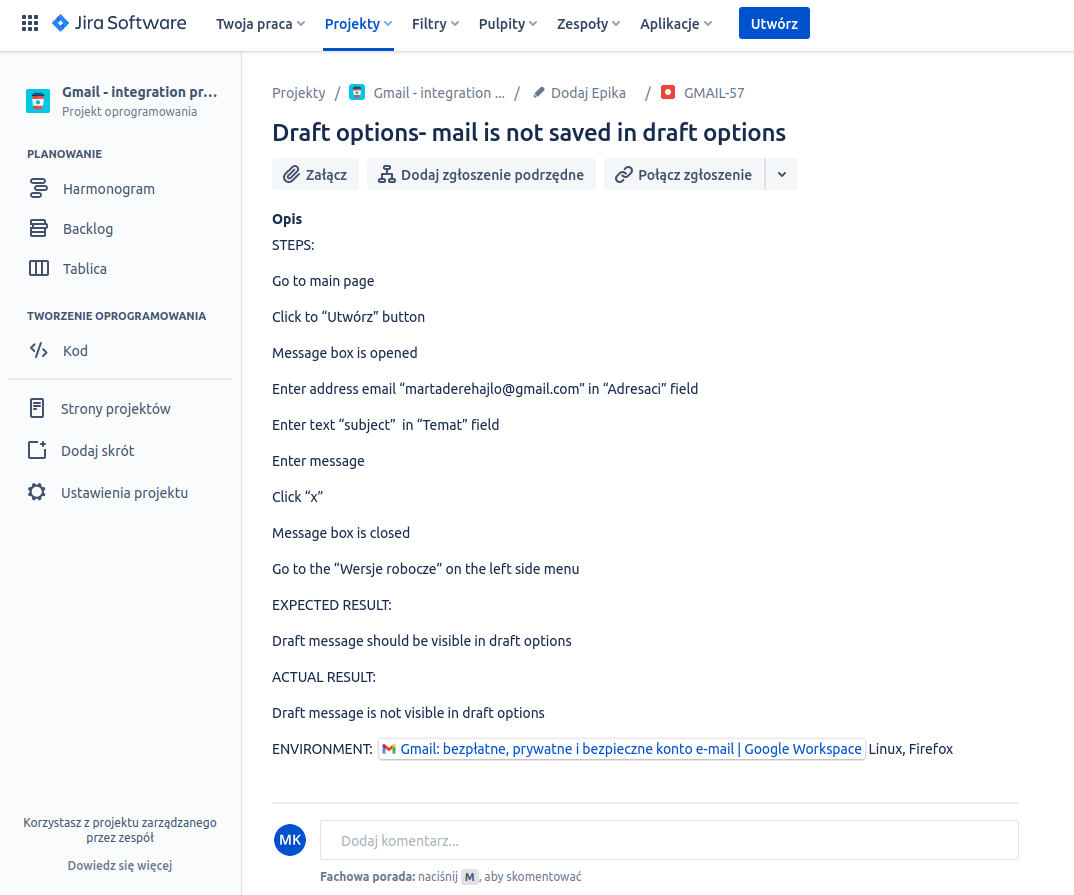 Jira Software Twoja praca Projekty Filtry Pulpity Zespoły Aplikacje Utwórz
Gmail - integration pr...
Projekt oprogramowania
PLANOWANIE
Harmonogram
Backlog
Tablica
TWORZENIE OPROGRAMOWANIA
Kod
Strony projektów
Dodaj skrót
Ustawienia projektu
Korzystasz z projektu zarządzanego
przez zespół
Dowiedz się więcej
Projekty / Gmail - integration ... / Dodaj Epika / GMAIL-57
Draft options- mail is not saved in draft options
Załącz Dodaj zgłoszenie podrzędne Połącz zgłoszenie
Opis
STEPS:
Go to main page
Click to “Utwórz” button
Message box is opened
Enter address email “martaderehajlo@gmail.com” in “Adresaci” field
Enter text “subject” in “Temat” field
Enter message
Click “x”
Message box is closed
Go to the “Wersje robocze” on the left side menu
EXPECTED RESULT:
Draft message should be visible in draft options
ACTUAL RESULT:
Draft message is not visible in draft options
ENVIRONMENT: Gmail: bezpłatne, prywatne i bezpieczne konto e-mail | Google Workspace Linux, Firefox
MK Dodaj komentarz...
Fachowa porada: naciśnij M, aby skomentować